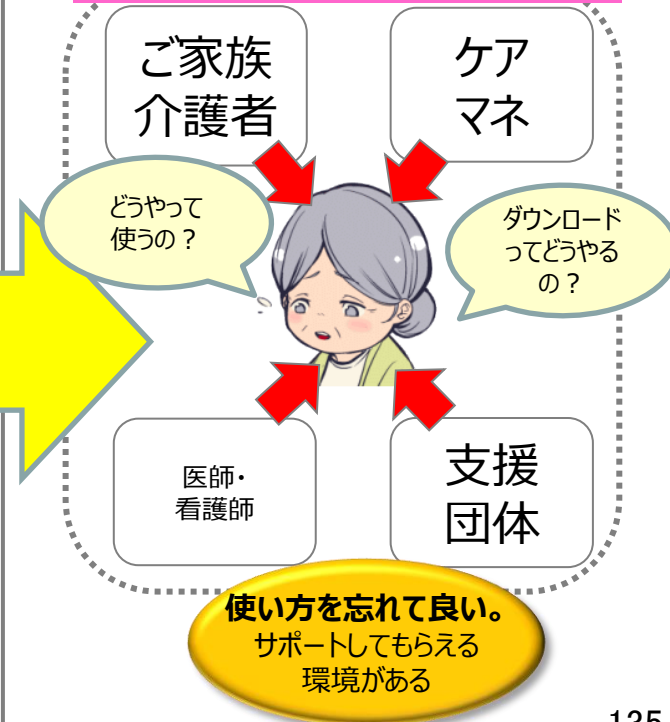 ご家族
介護者
ケア
マネ
どうやって
使うの？
ダウンロード
ってどうやる
の？
医師・
看護師
支援
団体
使い方を忘れて良い。
サポートしてもらえる
環境がある